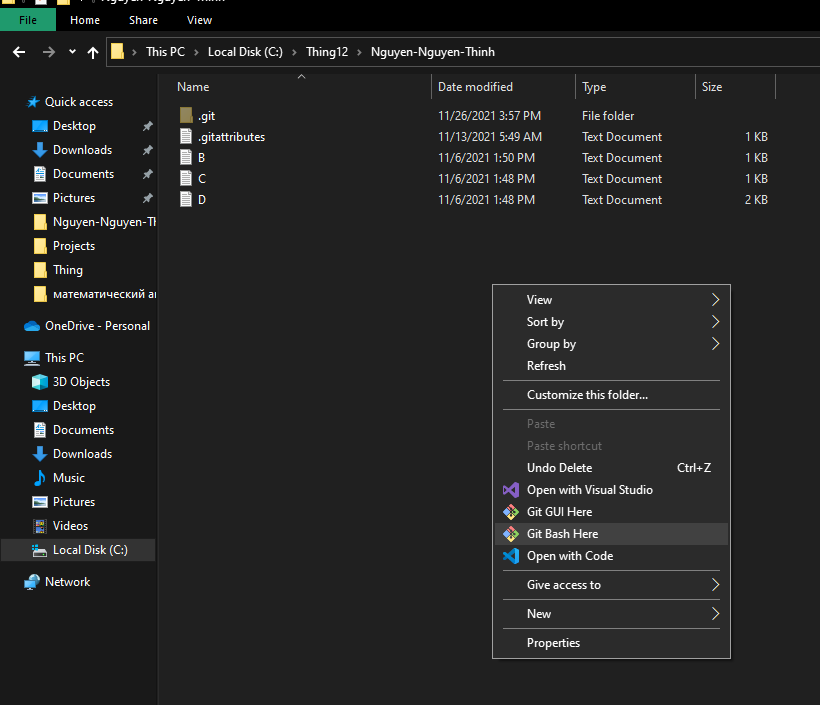 File Home Share View
This PC Local Disk (C:) Thing12 Nguyen-Nguyen-Thinh
Name Date modified Type Size
.git 11/26/2021 3:57 PM File folder
.gitattributes 11/13/2021 5:49 AM Text Document 1 KB
B 11/6/2021 1:50 PM Text Document 1 KB
C 11/6/2021 1:48 PM Text Document 1 KB
D 11/6/2021 1:48 PM Text Document 2 KB
Quick access
Desktop
Downloads
Documents
Pictures
Nguyen-Nguyen-Th
Projects
Thing
математический а
OneDrive - Personal
This PC
3D Objects
Desktop
Documents
Downloads
Music
Pictures
Videos
Local Disk (C:)
Network
View
Sort by
Group by
Refresh
Customize this folder...
Paste
Paste shortcut
Undo Delete Ctrl+Z
Open with Visual Studio
Git GUI Here
Git Bash Here
Open with Code
Give access to
New
Properties